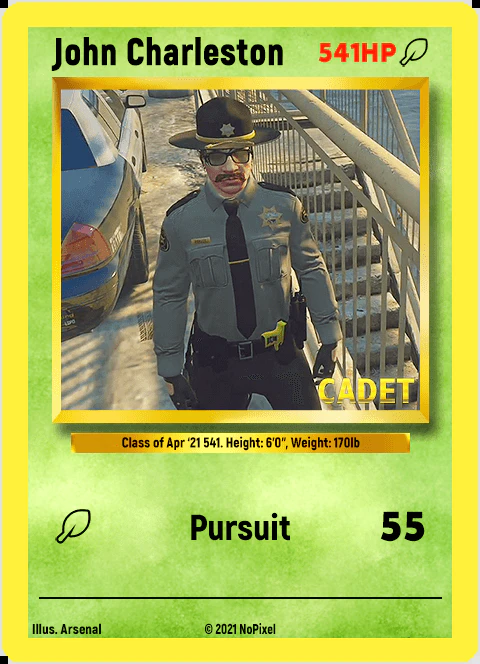 John Charleston 541HP
CADET
Class of Apr '21 541. Height: 6'0", Weight: 170lb
Pursuit 55
Illus. Arsenal © 2021 NoPixel